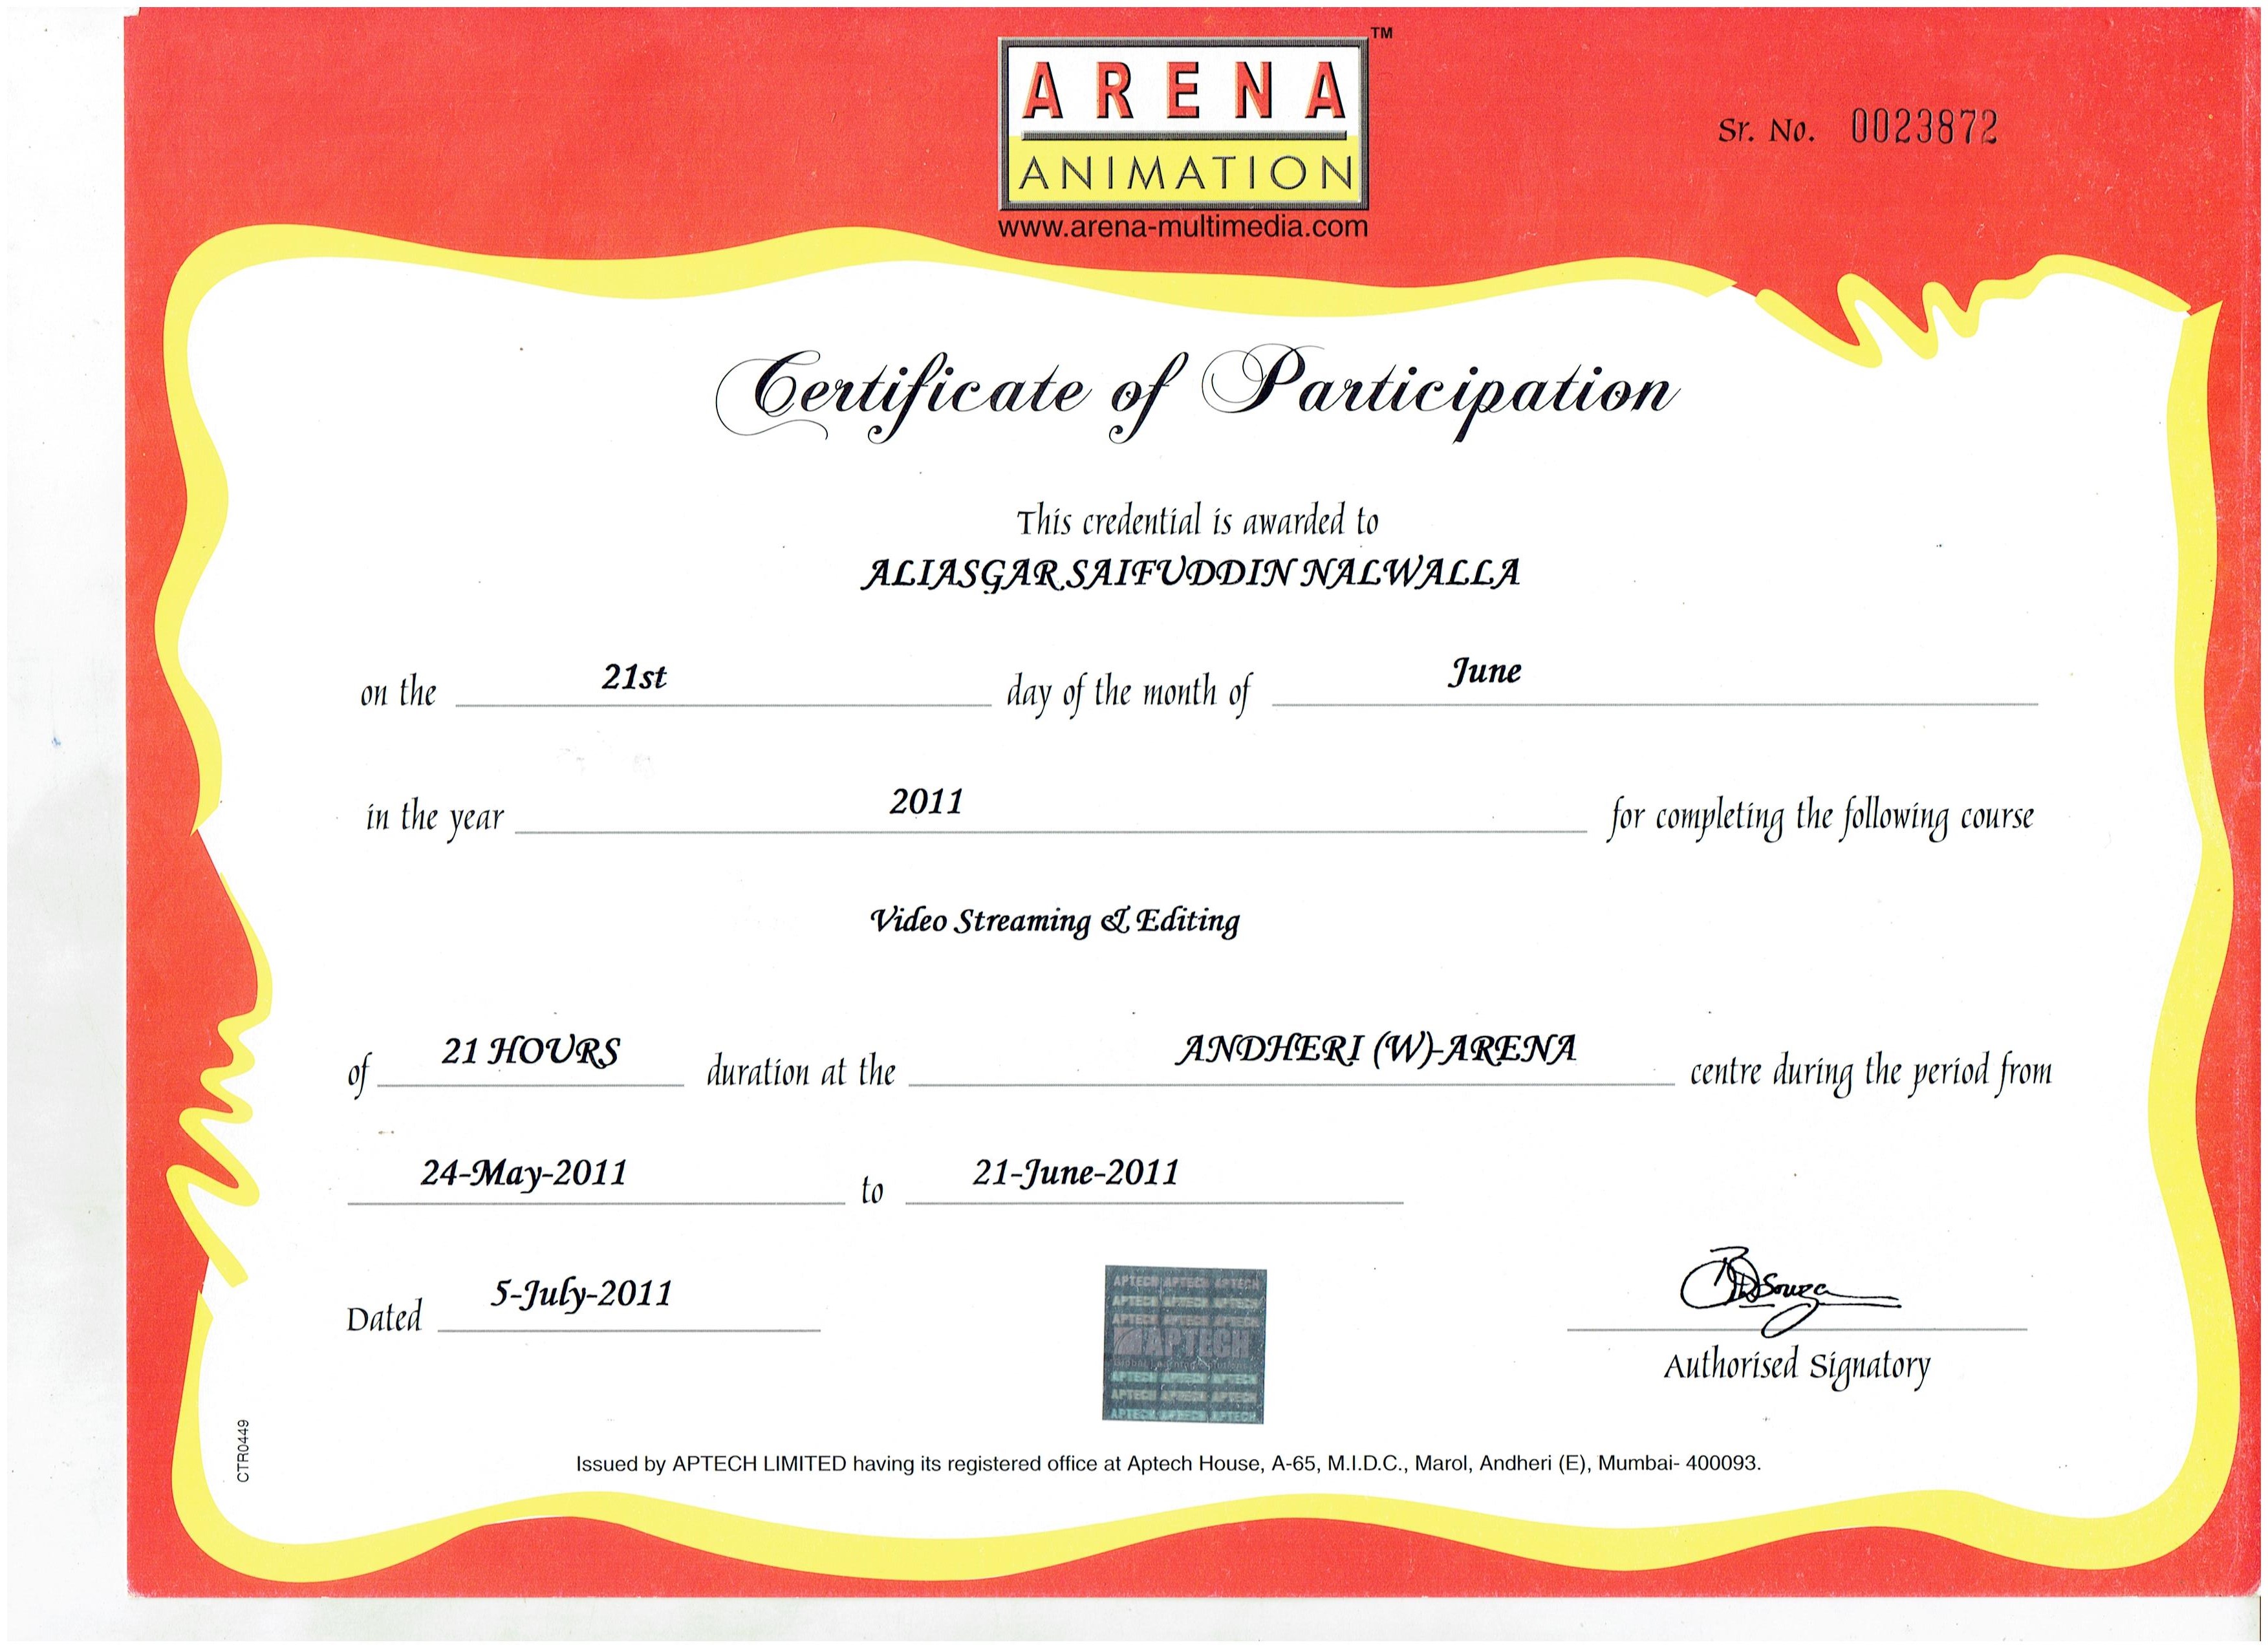 ARENA TM
ANIMATION
www.arena-multimedia.com
Sr. No. 0023872
Certificate of Participation
This credential is awarded to
ALIASGAR SAIFUDDIN NALWALLA
on the 21st day of the month of June
in the year 2011 for completing the following course
Video Streaming & Editing
of 21 HOURS duration at the ANDHERI (W)-ARENA centre during the period from
24-May-2011 to 21-June-2011
Dated 5-July-2011
APTECH APTECH APTECH
APTECH APTECH APTECH
APTECH APTECH APTECH
APTECH
APTECH APTECH APTECH
APTECH APTECH APTECH
APTECH APTECH APTECH
DSouza
Authorised Signatory
CTR0449
Issued by APTECH LIMITED having its registered office at Aptech House, A-65, M.I.D.C., Marol, Andheri (E), Mumbai- 400093.